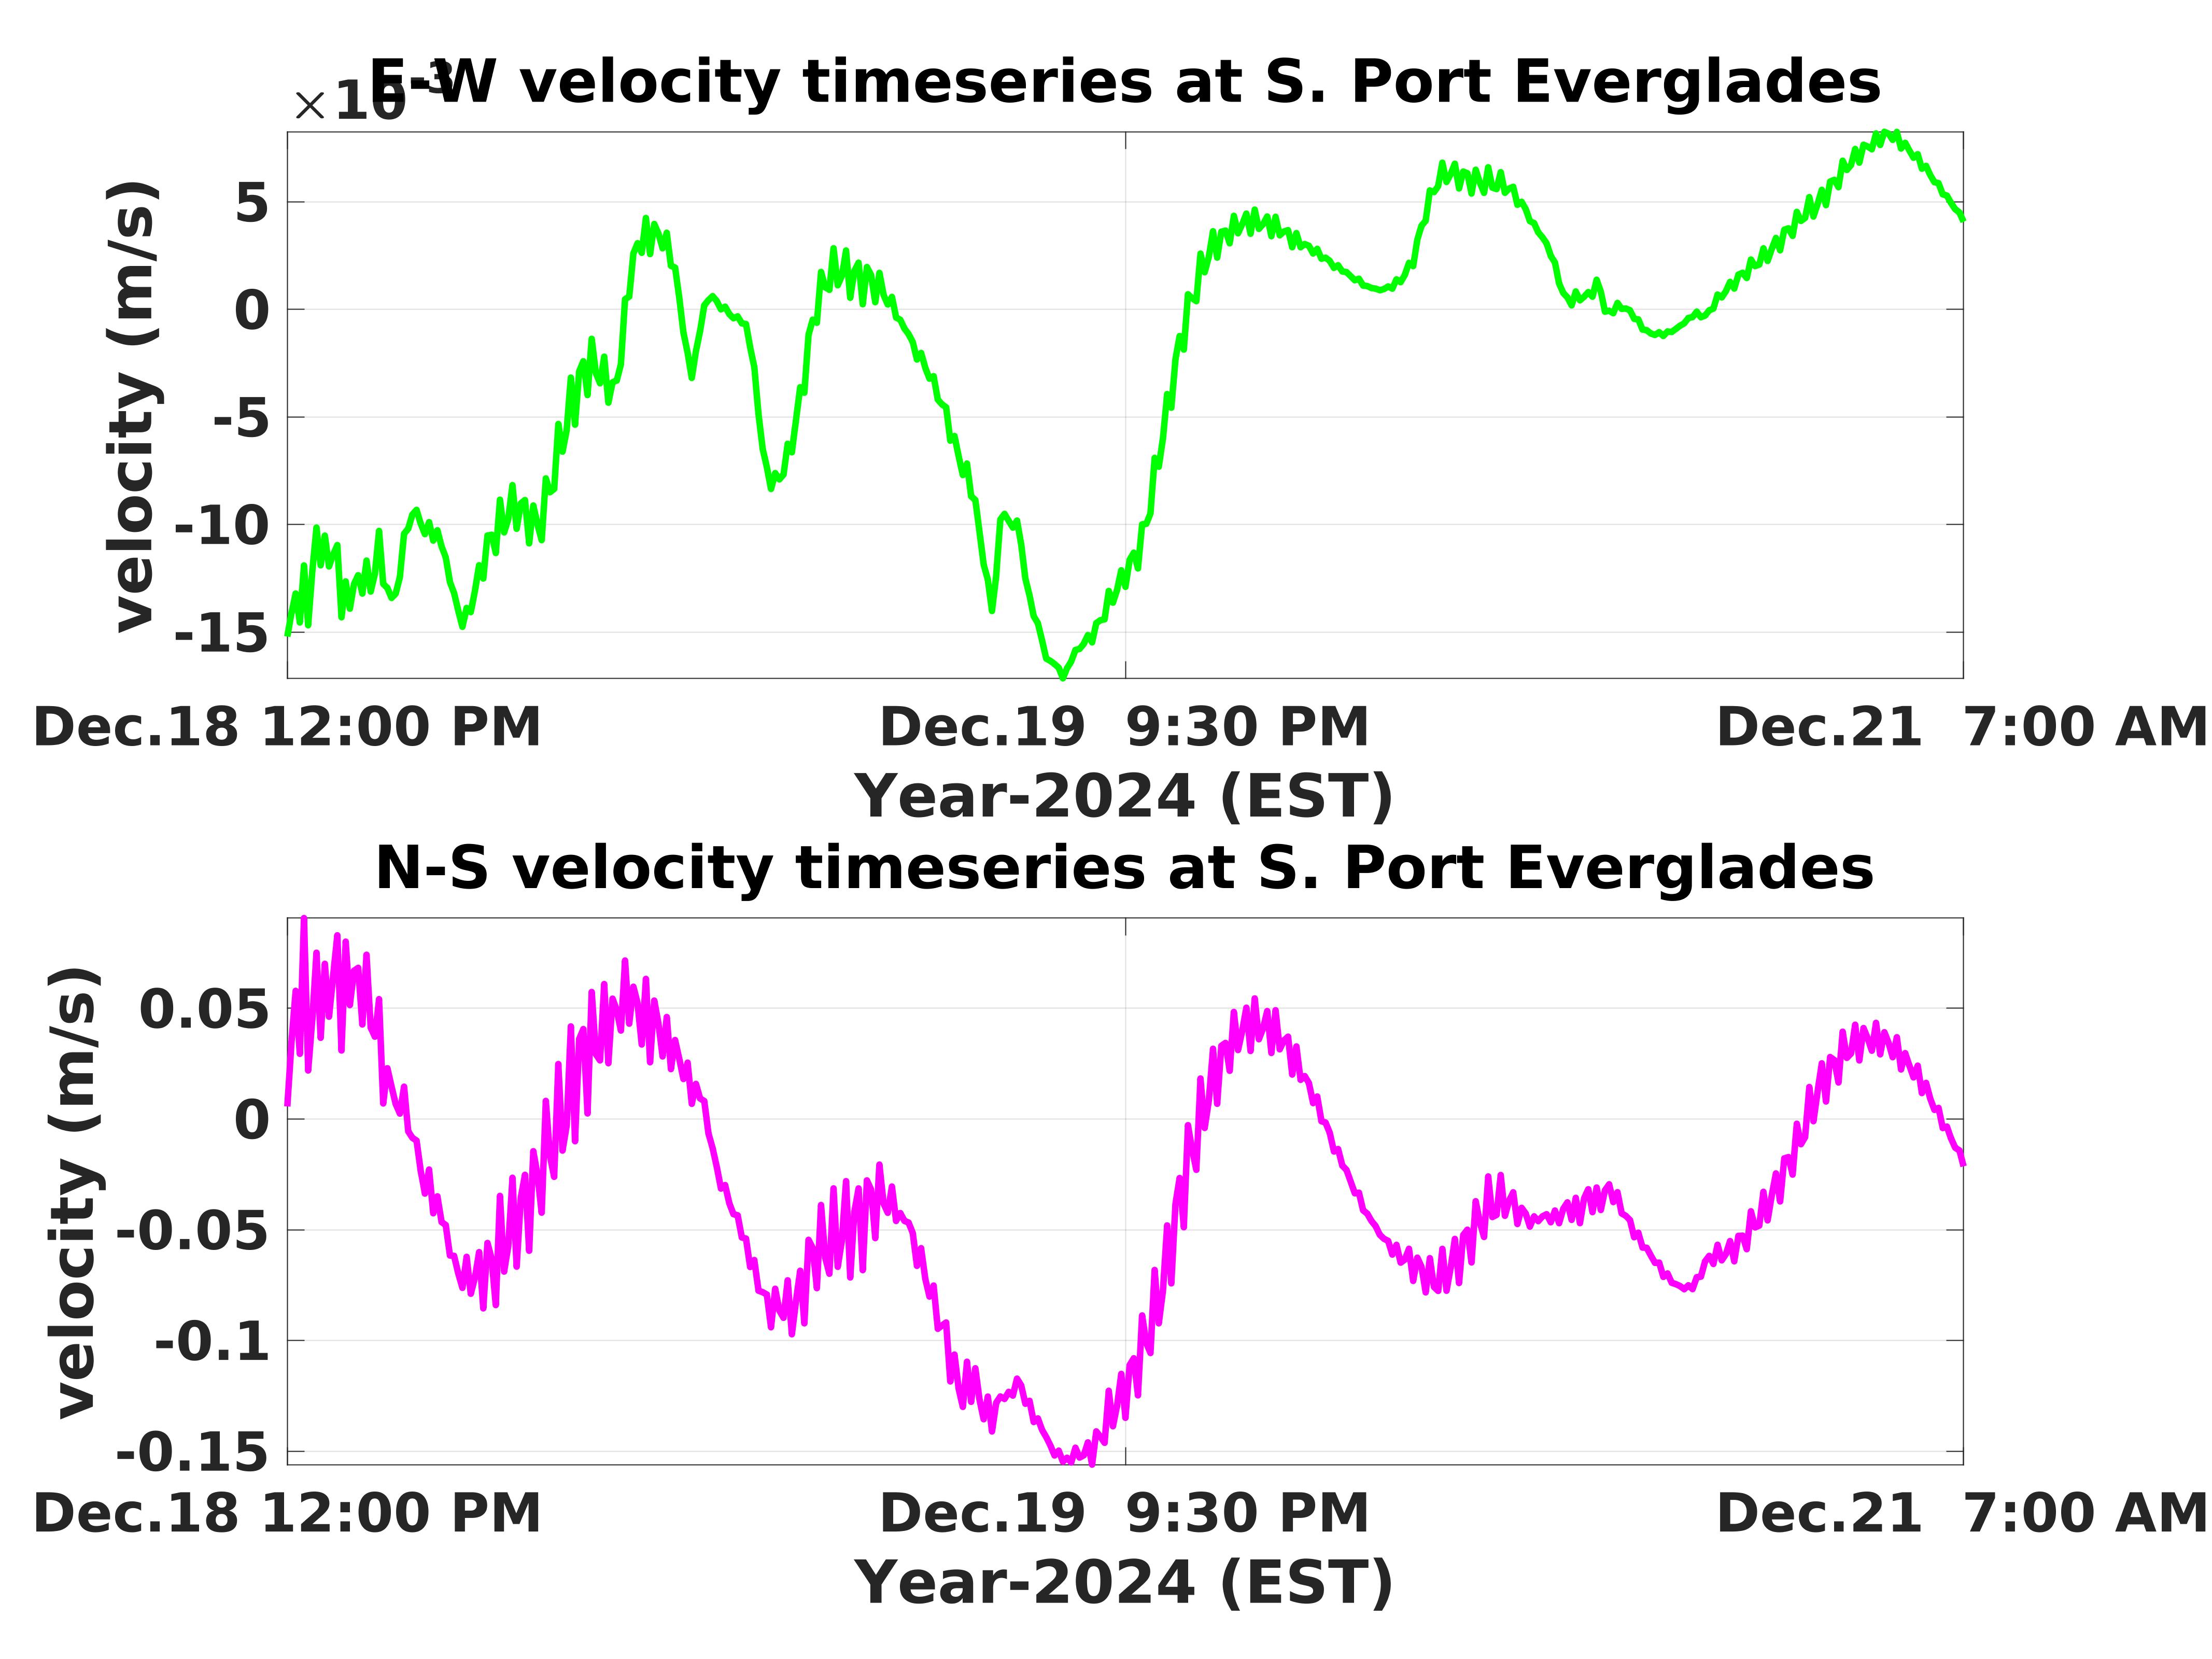 E-W velocity timeseries at S. Port Everglades
×10-3
velocity (m/s)
5
0
-5
-10
-15
Dec.18 12:00 PM Dec.19 9:30 PM Dec.21 7:00 AM
Year-2024 (EST)
N-S velocity timeseries at S. Port Everglades
velocity (m/s)
0.05
0
-0.05
-0.1
-0.15
Dec.18 12:00 PM Dec.19 9:30 PM Dec.21 7:00 AM
Year-2024 (EST)